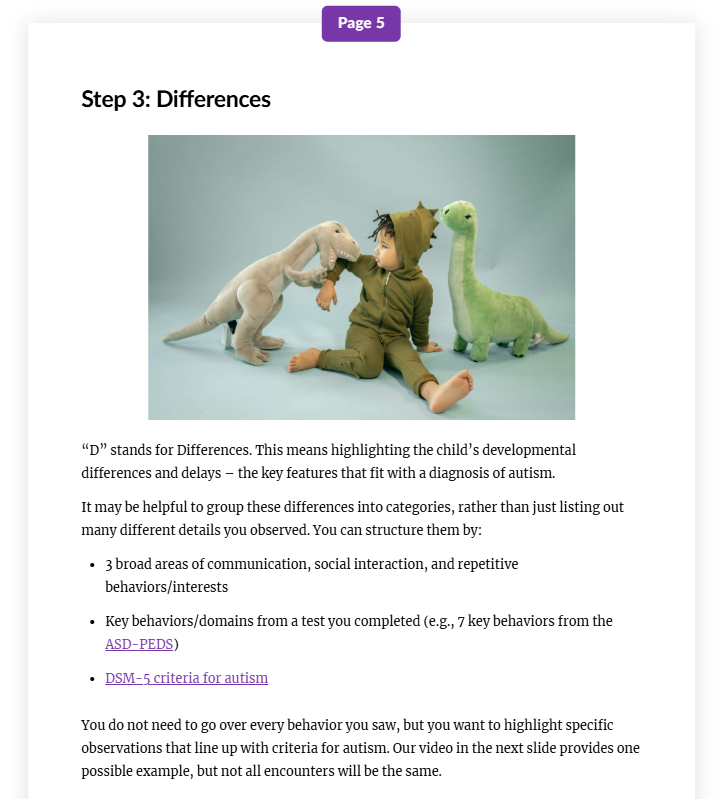 Page 5
Step 3: Differences
“D” stands for Differences. This means highlighting the child’s developmental
differences and delays – the key features that fit with a diagnosis of autism.
It may be helpful to group these differences into categories, rather than just listing out
many different details you observed. You can structure them by:
• 3 broad areas of communication, social interaction, and repetitive
behaviors/interests
• Key behaviors/domains from a test you completed (e.g., 7 key behaviors from the
ASD-PEDS)
• DSM-5 criteria for autism
You do not need to go over every behavior you saw, but you want to highlight specific
observations that line up with criteria for autism. Our video in the next slide provides one
possible example, but not all encounters will be the same.